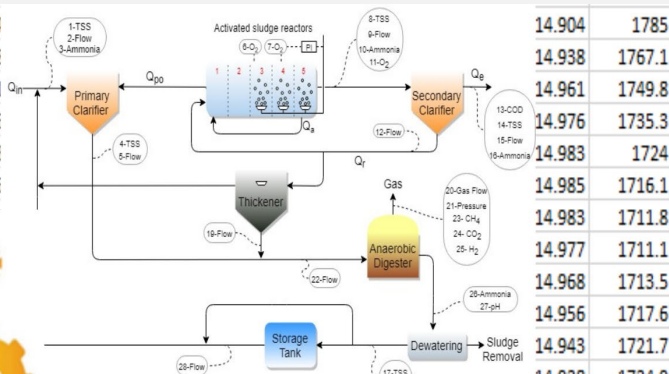 1-TSS
2-Flow
3-Ammonia
Qin
Primary
Clarifier
Qpo
Activated sludge reactors
6-O2
7-O2
PI
1 2 3 4 5
Qa
8-TSS
9-Flow
10-Ammonia
11-O2
Secondary
Clarifier
Qe
13-COD
14-TSS
15-Flow
16-Ammonia
12-Flow
Qr
4-TSS
5-Flow
Thickener
19-Flow
Gas
20-Gas Flow
21-Pressure
23- CH4
24- CO2
25- H2
Anaerobic
Digester
22-Flow
26-Ammonia
27-pH
Storage
Tank
Dewatering
Sludge
Removal
28-Flow
17-TSS
14.904 1785
14.938 1767.1
14.961 1749.8
14.976 1735.3
14.983 1724
14.985 1716.1
14.983 1711.8
14.977 1711.1
14.968 1713.5
14.956 1717.6
14.943 1721.7